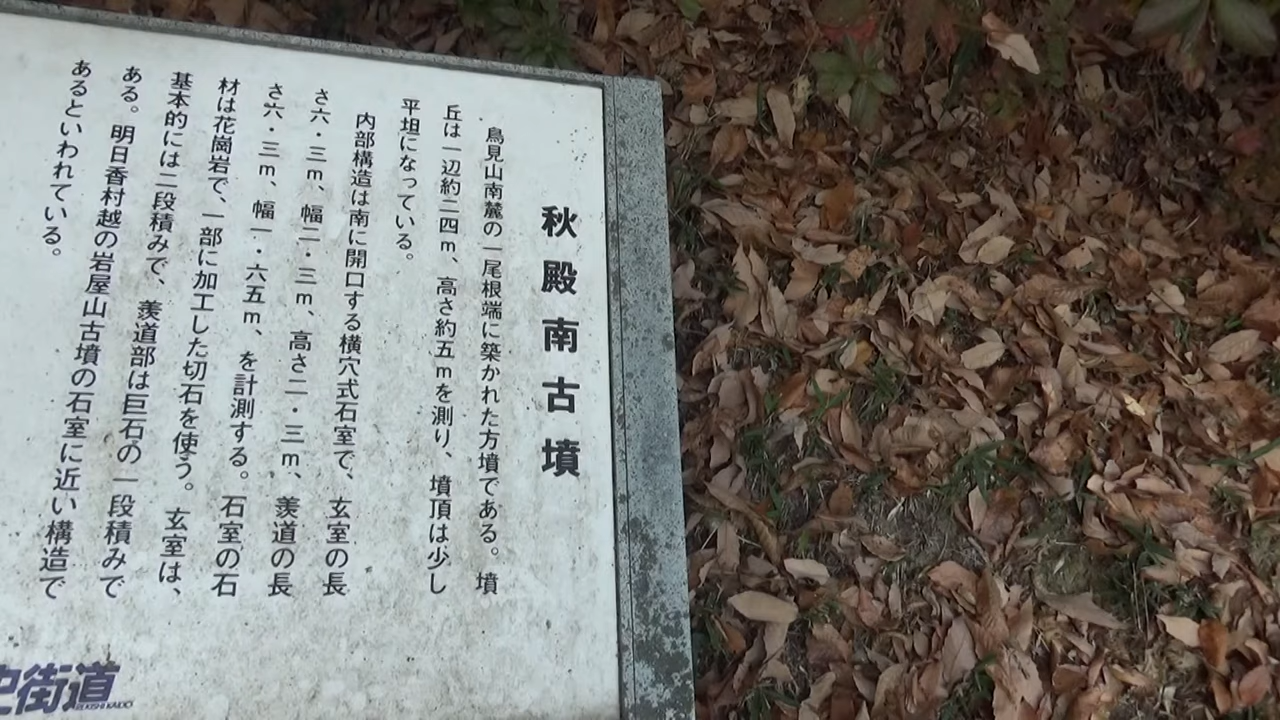 秋殿南古墳
鳥見山南麓の一尾根端に築かれた方墳である。墳
丘は一辺約二四m、高さ約五mを測り、墳頂は少し
平坦になっている。
内部構造は南に開口する横穴式石室で、玄室の長
さ六・三m、幅二・三m、高さ二・三m、羨道の長
さ六・三m、幅一・六五m、を計測する。石室の石
材は花崗岩で、一部に加工した切石を使う。玄室は、
基本的には二段積みで、羨道部は巨石の一段積みで
ある。明日香村越の岩屋山古墳の石室に近い構造で
あるといわれている。
史街道
REKISHI KAIDO